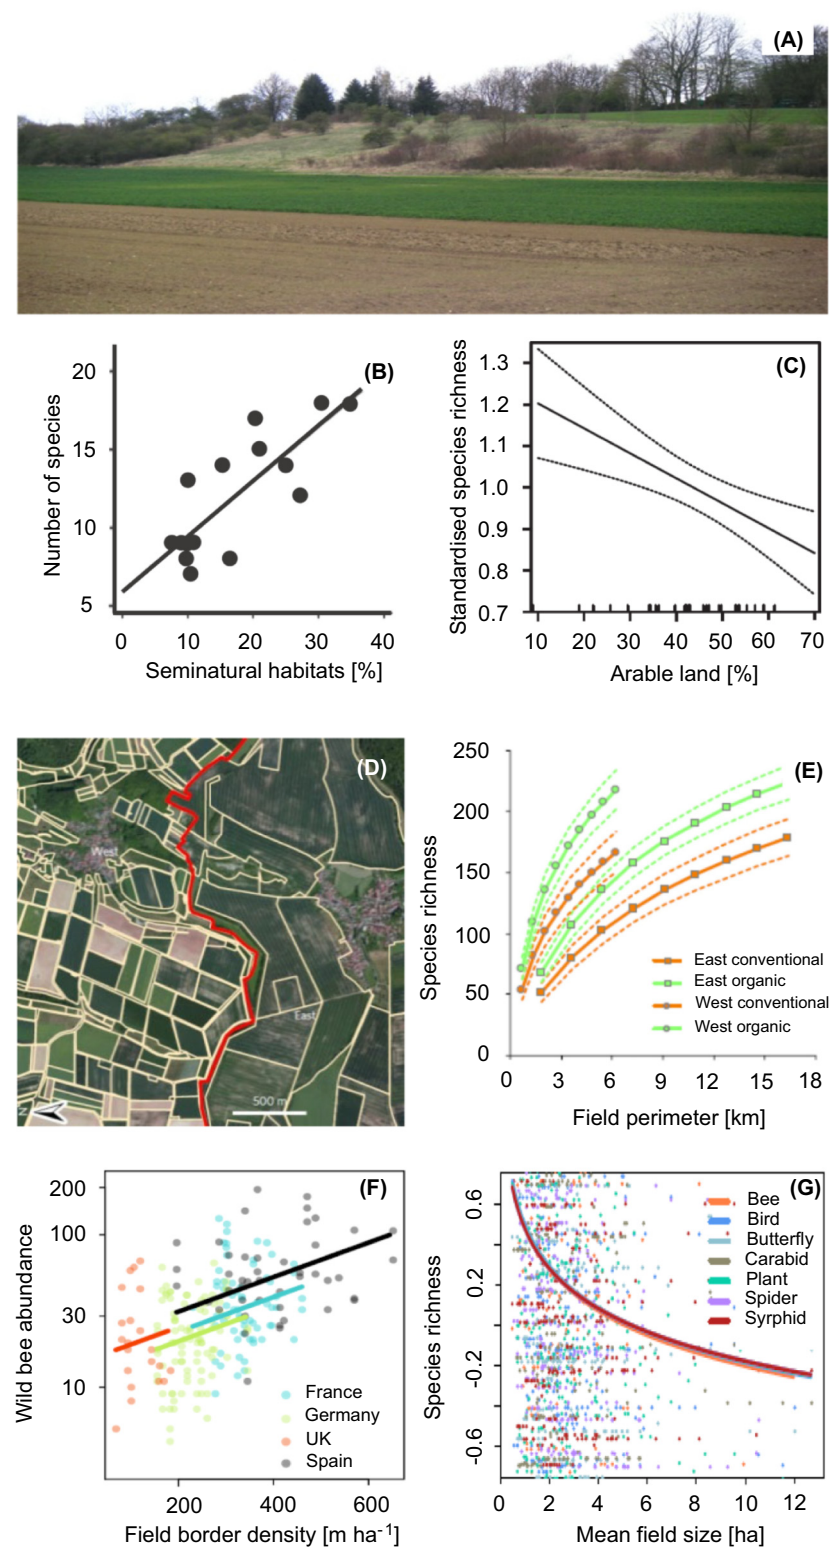 (A)
20
15
10
5
Number of species
(B)
0 10 20 30 40
Seminatural habitats [%]
1.3
1.2
1.1
1.0
0.9
0.8
0.7
Standardised species richness
(C)
10 20 30 40 50 60 70
Arable land [%]
(D)
West
East
500 m
Z
250
200
150
100
50
0
Species richness
(E)
East conventional
East organic
West conventional
West organic
0 3 6 9 12 15 18
Field perimeter [km]
200
100
30
10
Wild bee abundance
(F)
France
Germany
UK
Spain
200 400 600
Field border density [m ha-1]
0.6
0.2
-0.2
-0.6
Species richness
(G)
Bee
Bird
Butterfly
Carabid
Plant
Spider
Syrphid
0 2 4 6 8 10 12
Mean field size [ha]